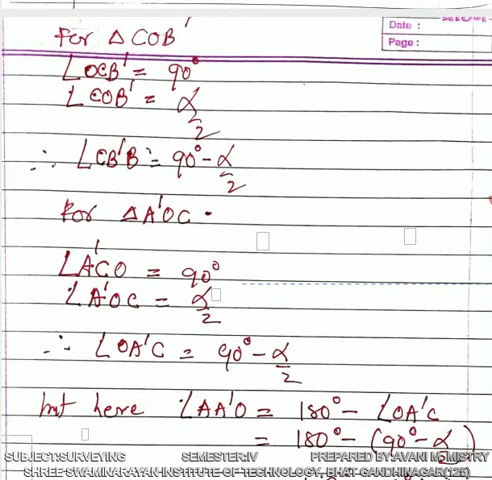 For △COB'
Date :
Page :
∠OCB' = 90°
∠COB' = α/2
∴ ∠CB'B = 90° - α/2
For △A'OC.
∠A'CO = 90°
∠A'OC = α/2
∴ ∠OA'C = 90° - α/2
but here ∠AA'O = 180° - ∠OA'C
= 180° - (90° - α/2)
SUBJECT:SURVEYING SEMESTER:IV PREPARED BY:AVANI M. MISTRY
SHREE SWAMINARAYAN INSTITUTE OF TECHNOLOGY, BHAT GANDHINAGAR(125)